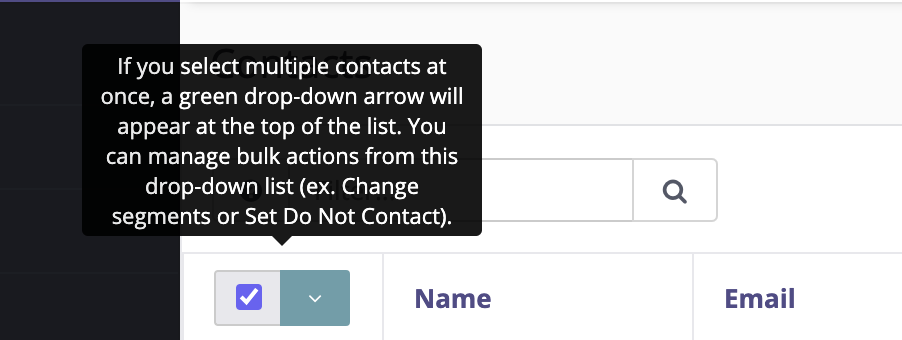 Contacts
If you select multiple contacts at
once, a green drop-down arrow will
appear at the top of the list. You
can manage bulk actions from this
drop-down list (ex. Change
segments or Set Do Not Contact).
Filter...
Name
Email